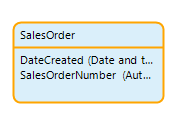 SalesOrder
DateCreated (Date and t...
SalesOrderNumber (Aut...